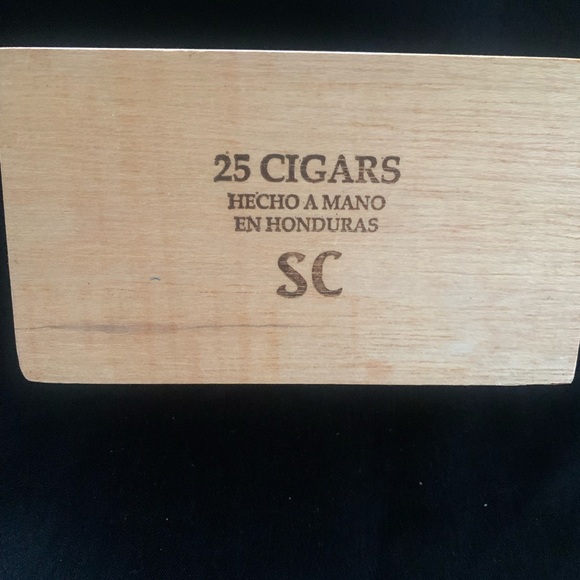 25 CIGARS
HECHO A MANO
EN HONDURAS
SC